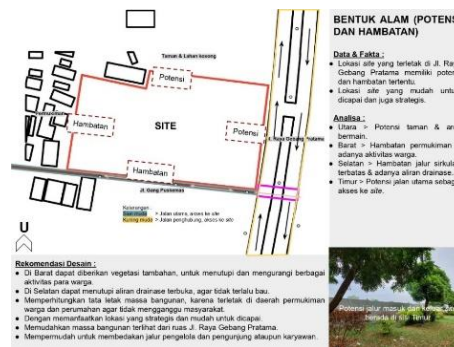 BENTUK ALAM (POTENSI
DAN HAMBATAN)
Data & Fakta :
• Lokasi site yang terletak di Jl. Raya
Gebang Pratama memiliki potensi
dan hambatan tertentu.
• Lokasi site yang mudah untuk
dicapai dan juga strategis.
Analisa :
• Utara > Potensi taman & area
bermain.
• Barat > Hambatan permukiman
adanya aktivitas warga.
• Selatan > Hambatan jalur sirkulasi
terbatas & adanya aliran drainase.
• Timur > Potensi jalan utama sebagai
akses ke site.
Taman & Lahan kosong
Potensi
Hambatan
SITE
Potensi
Jl. Raya Gebang Pratama
Hambatan
Jl. Gang Puskesmas
Keterangan :
> Jalan utama, akses ke site
Kuning muda > Jalan penghubung, akses ke site
U
Rekomendasi Desain :
• Di Barat dapat diberikan vegetasi tambahan, untuk menutupi dan mengurangi berbagai
aktivitas para warga.
• Di Selatan dapat menutupi aliran drainase terbuka, agar tidak terlalu bau.
• Memperhitungkan tata letak massa bangunan, karena terletak di daerah permukiman
warga dan perumahan agar tidak mengganggu masyarakat.
• Dengan memanfaatkan lokasi yang strategis dan mudah untuk dicapai.
• Memudahkan massa bangunan terlihat dari ruas Jl. Raya Gebang Pratama.
• Mempermudah untuk membedakan jalur pengelola dan pengunjung ataupun karyawan.
Potensi jalur masuk dan keluar
berada di sisi Timur